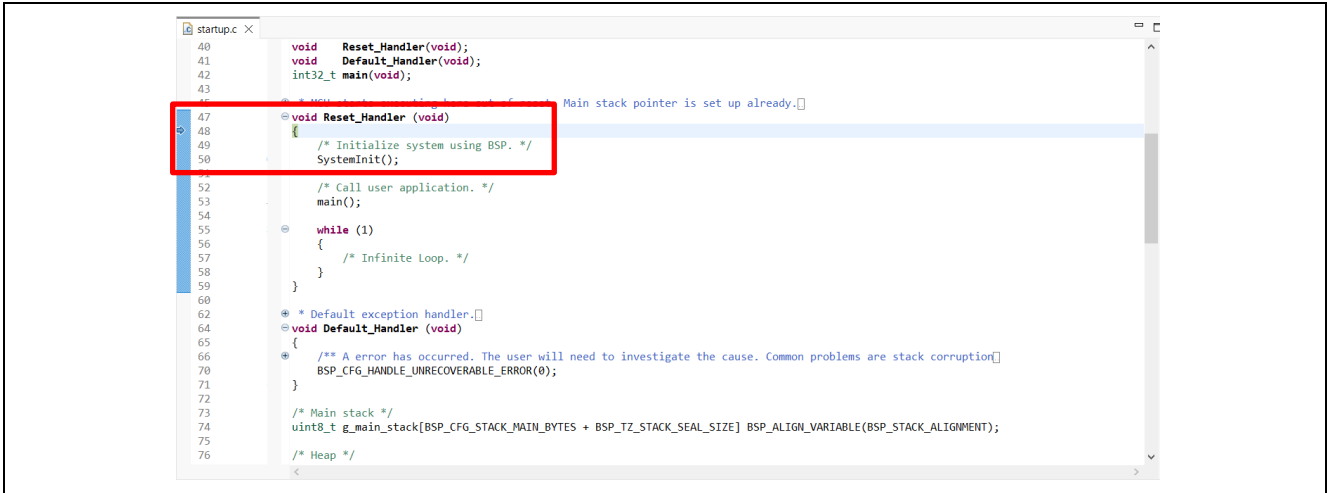 startup.c
40 void Reset_Handler(void);
41 void Default_Handler(void);
42 int32_t main(void);
43
45 * MCU starts executing here out of reset. Main stack pointer is set up already.
47 void Reset_Handler (void)
48 {
49 /* Initialize system using BSP. */
50 SystemInit();
51
52 /* Call user application. */
53 main();
54
55 while (1)
56 {
57 /* Infinite Loop. */
58 }
59 }
60
62 * Default exception handler.
64 void Default_Handler (void)
65 {
66 /** A error has occurred. The user will need to investigate the cause. Common problems are stack corruption
70 BSP_CFG_HANDLE_UNRECOVERABLE_ERROR(0);
71 }
72
73 /* Main stack */
74 uint8_t g_main_stack[BSP_CFG_STACK_MAIN_BYTES + BSP_TZ_STACK_SEAL_SIZE] BSP_ALIGN_VARIABLE(BSP_STACK_ALIGNMENT);
75
76 /* Heap */